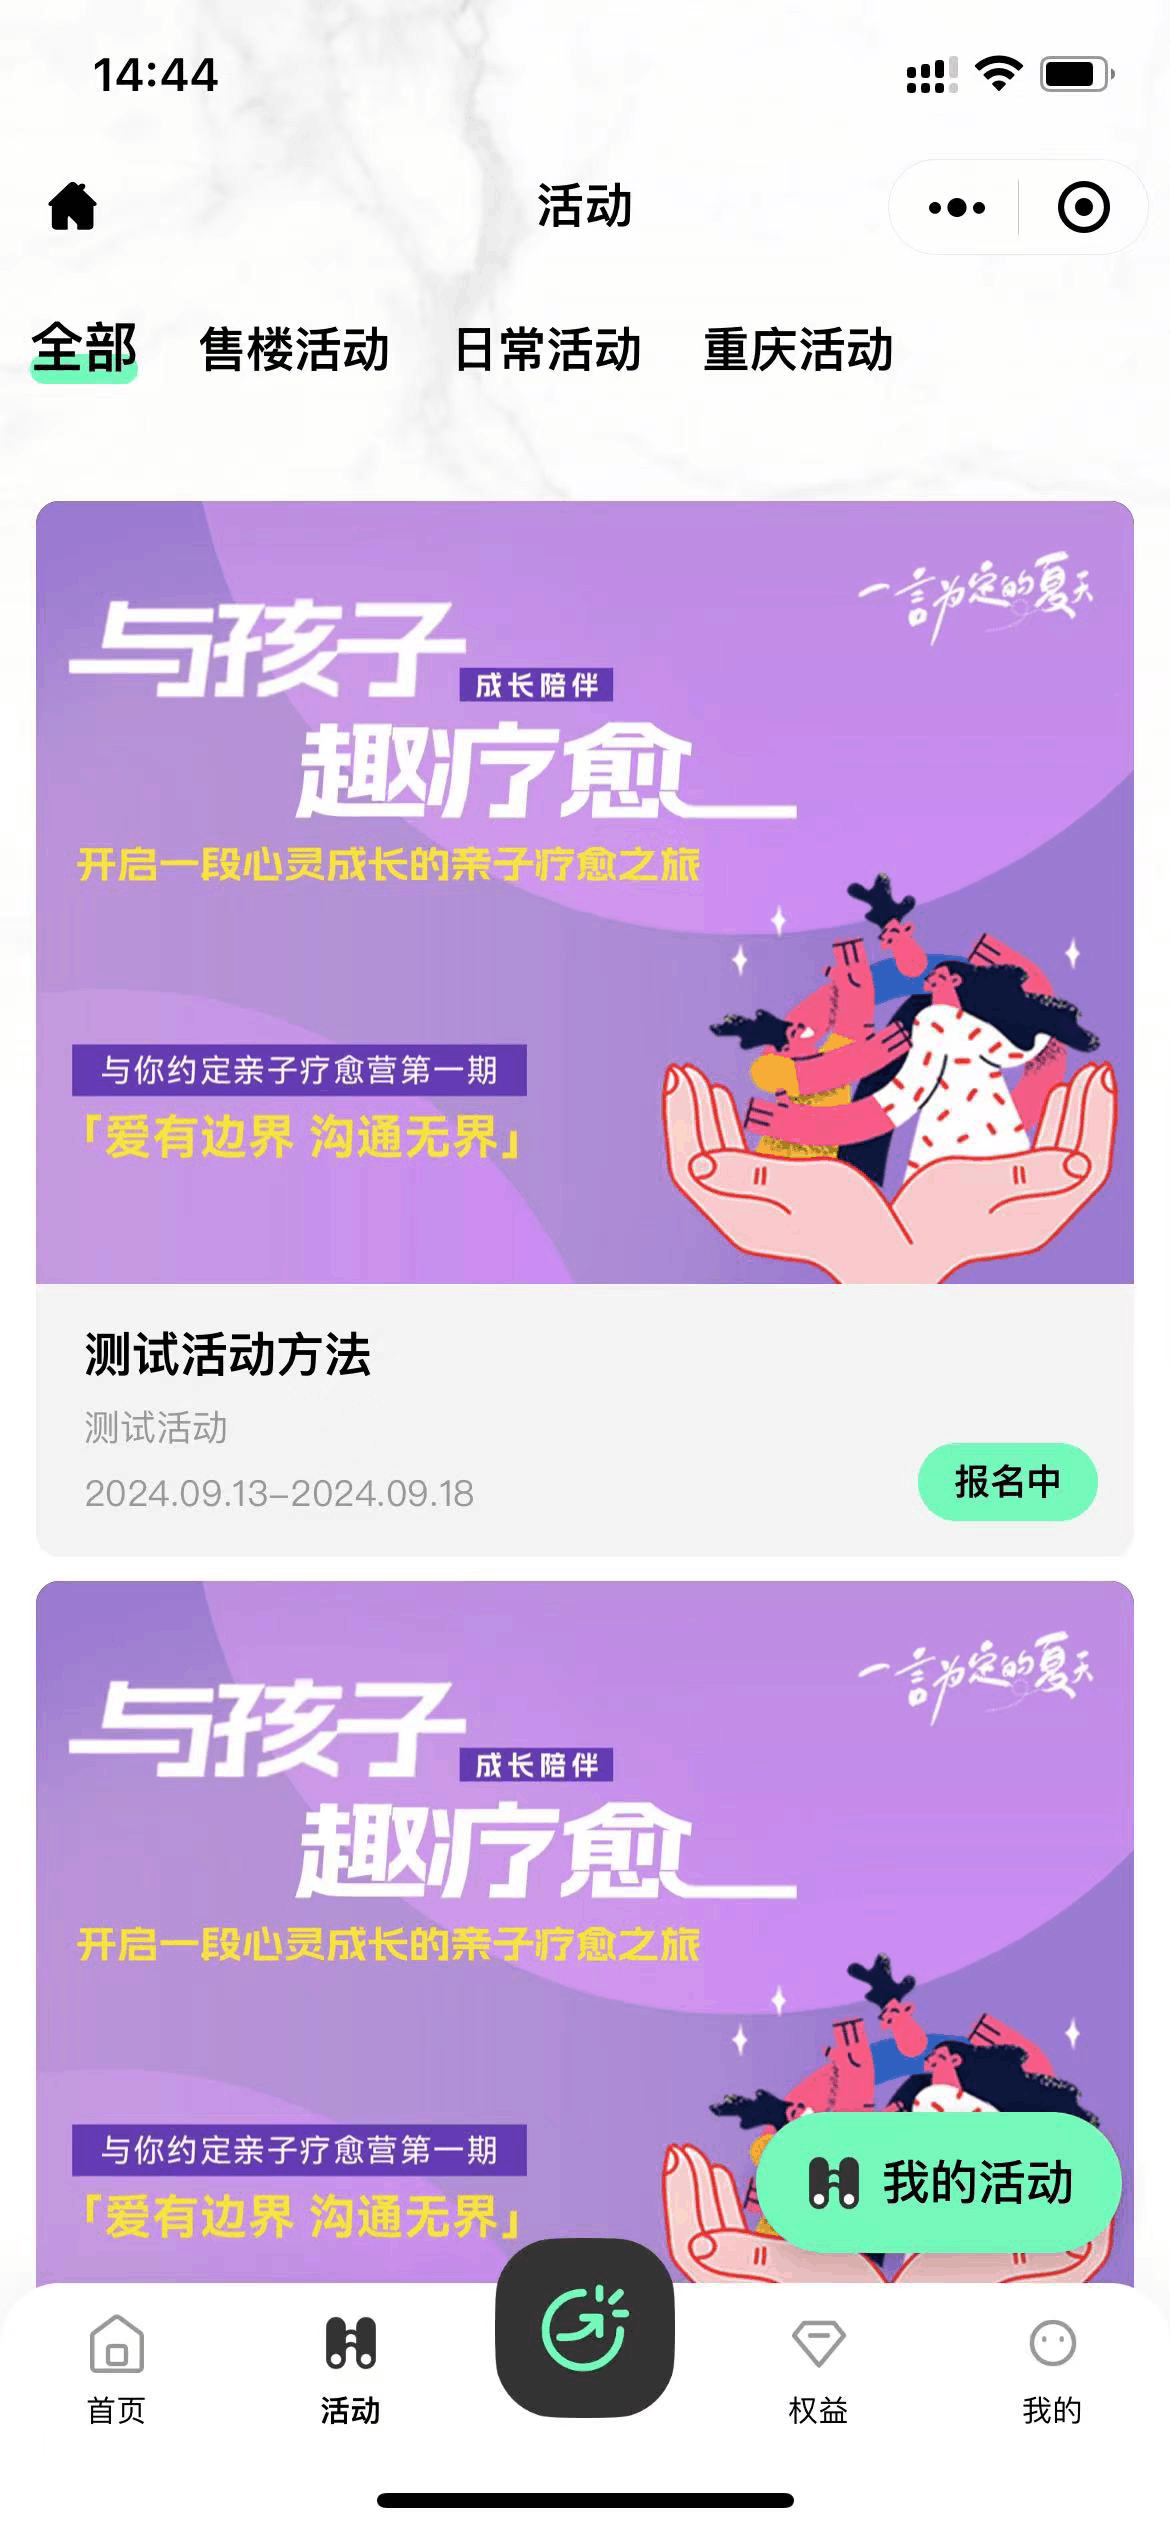 14:44
活动
全部 售楼活动 日常活动 重庆活动
一言为定的夏天
与孩子
成长陪伴
趣疗愈
开启一段心灵成长的亲子疗愈之旅
与你约定亲子疗愈营第一期
「爱有边界 沟通无界」
测试活动方法
测试活动
2024.09.13-2024.09.18
报名中
一言为定的夏天
与孩子
成长陪伴
趣疗愈
开启一段心灵成长的亲子疗愈之旅
与你约定亲子疗愈营第一期
「爱有边界 沟通无界」
我的活动
首页 活动 权益 我的